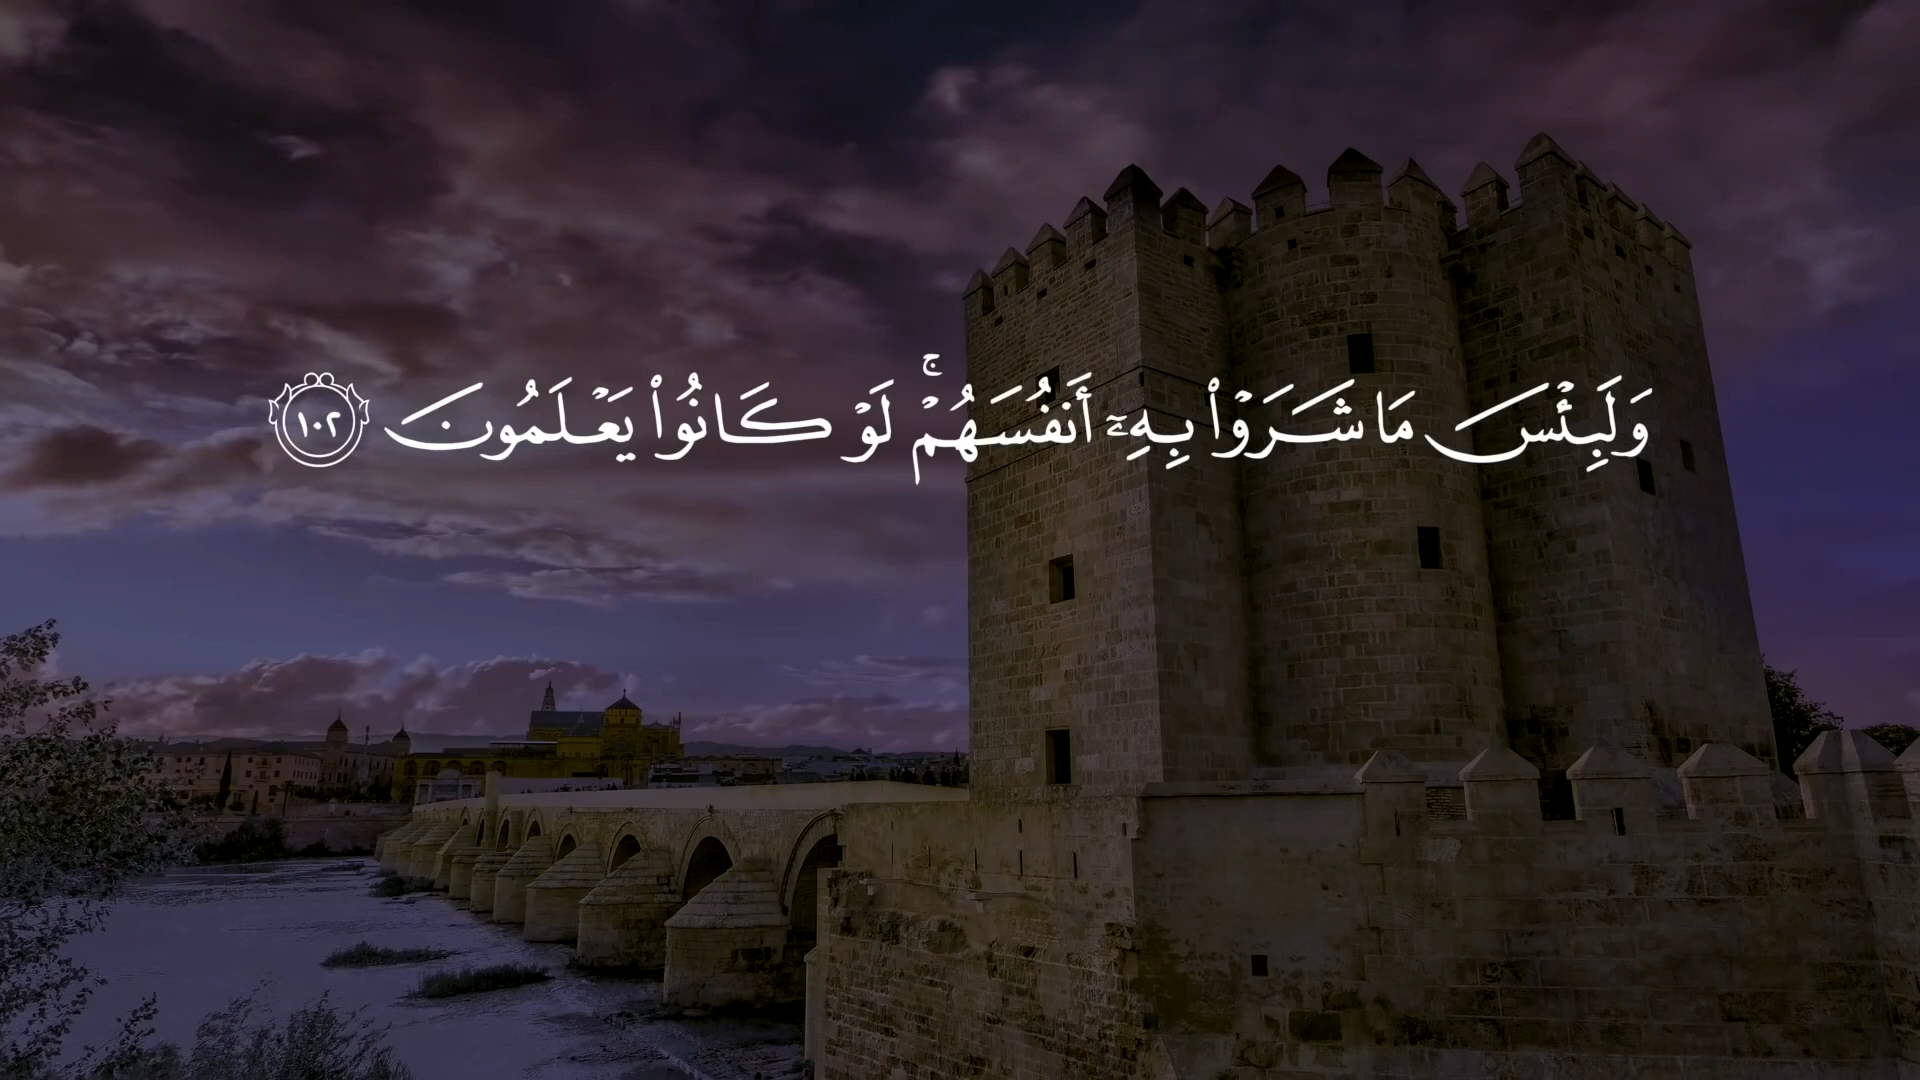 وَلَبِئْسَ مَا شَرَوْا۟ بِهِۦٓ أَنفُسَهُمْ ۚ لَوْ كَانُوا۟ يَعْلَمُونَ ١٠٢